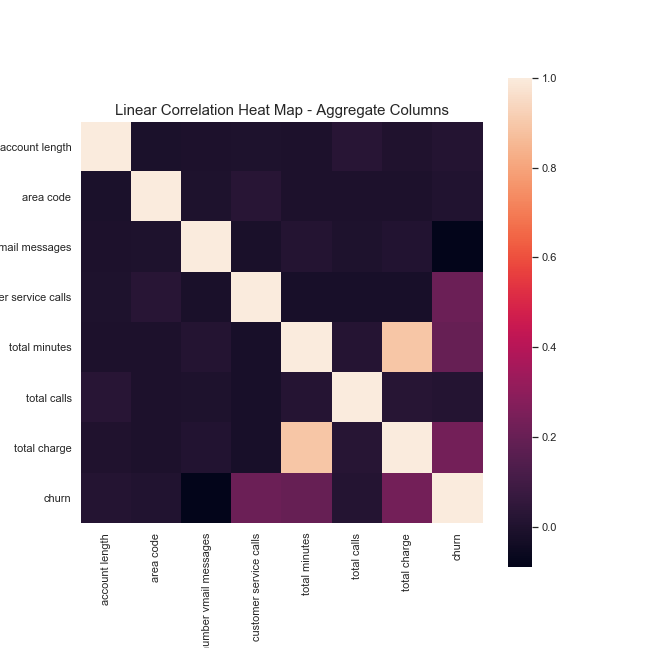 Linear Correlation Heat Map - Aggregate Columns
account length
area code
mail messages
er service calls
total minutes
total calls
total charge
churn
account length
area code
umber vmail messages
customer service calls
total minutes
total calls
total charge
churn
1.0
0.8
0.6
0.4
0.2
0.0